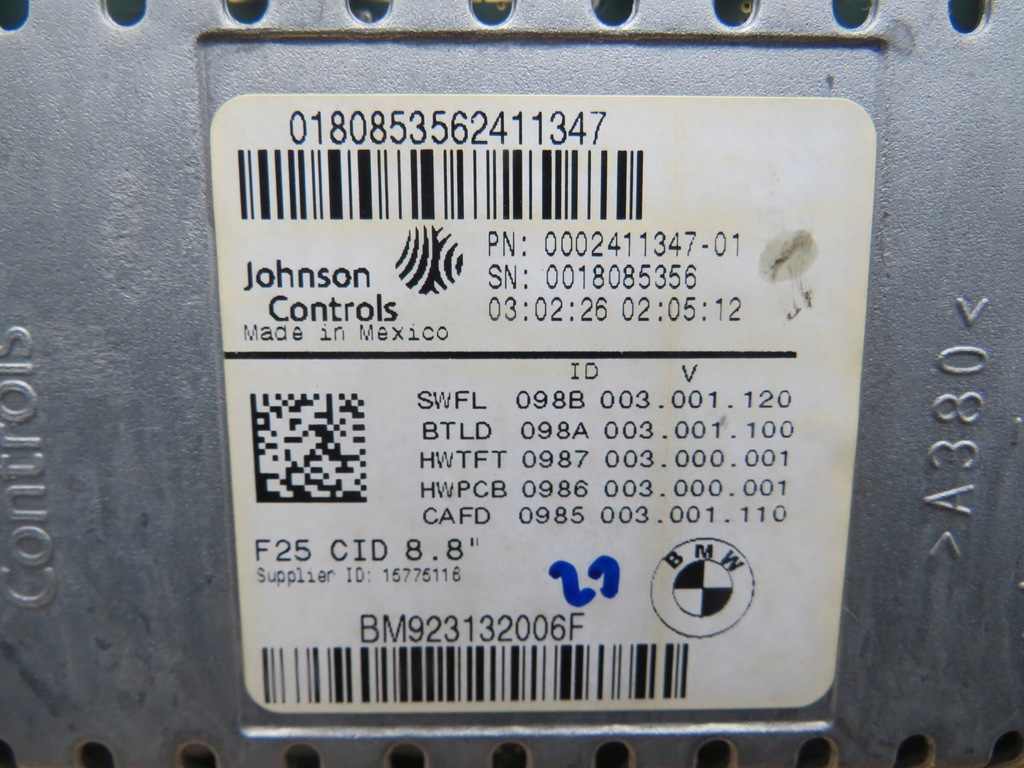 0180853562411347
Johnson
Controls
Made in Mexico
PN: 0002411347-01
SN: 0018085356
03:02:26 02:05:12
ID V
SWFL 098B 003.001.120
BTLD 098A 003.001.100
HWTFT 0987 003.000.001
HWPCB 0986 003.000.001
CAFD 0985 003.001.110
F25 CID 8.8"
Supplier ID: 15775116
BMW
BM923132006F
Controls
>A380<